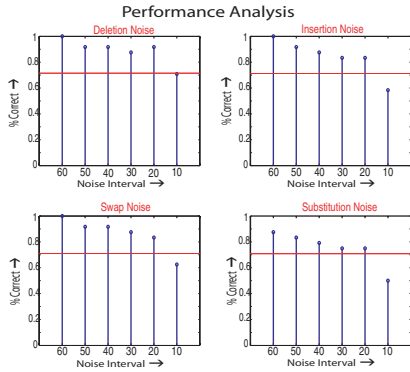 Performance Analysis
Deletion Noise
% Correct →
1
0.8
0.6
0.4
0.2
0
60 50 40 30 20 10
Noise Interval →
Insertion Noise
% Correct →
1
0.8
0.6
0.4
0.2
0
60 50 40 30 20 10
Noise Interval →
Swap Noise
% Correct →
1
0.8
0.6
0.4
0.2
0
60 50 40 30 20 10
Noise Interval →
Substitution Noise
% Correct →
1
0.8
0.6
0.4
0.2
0
60 50 40 30 20 10
Noise Interval →